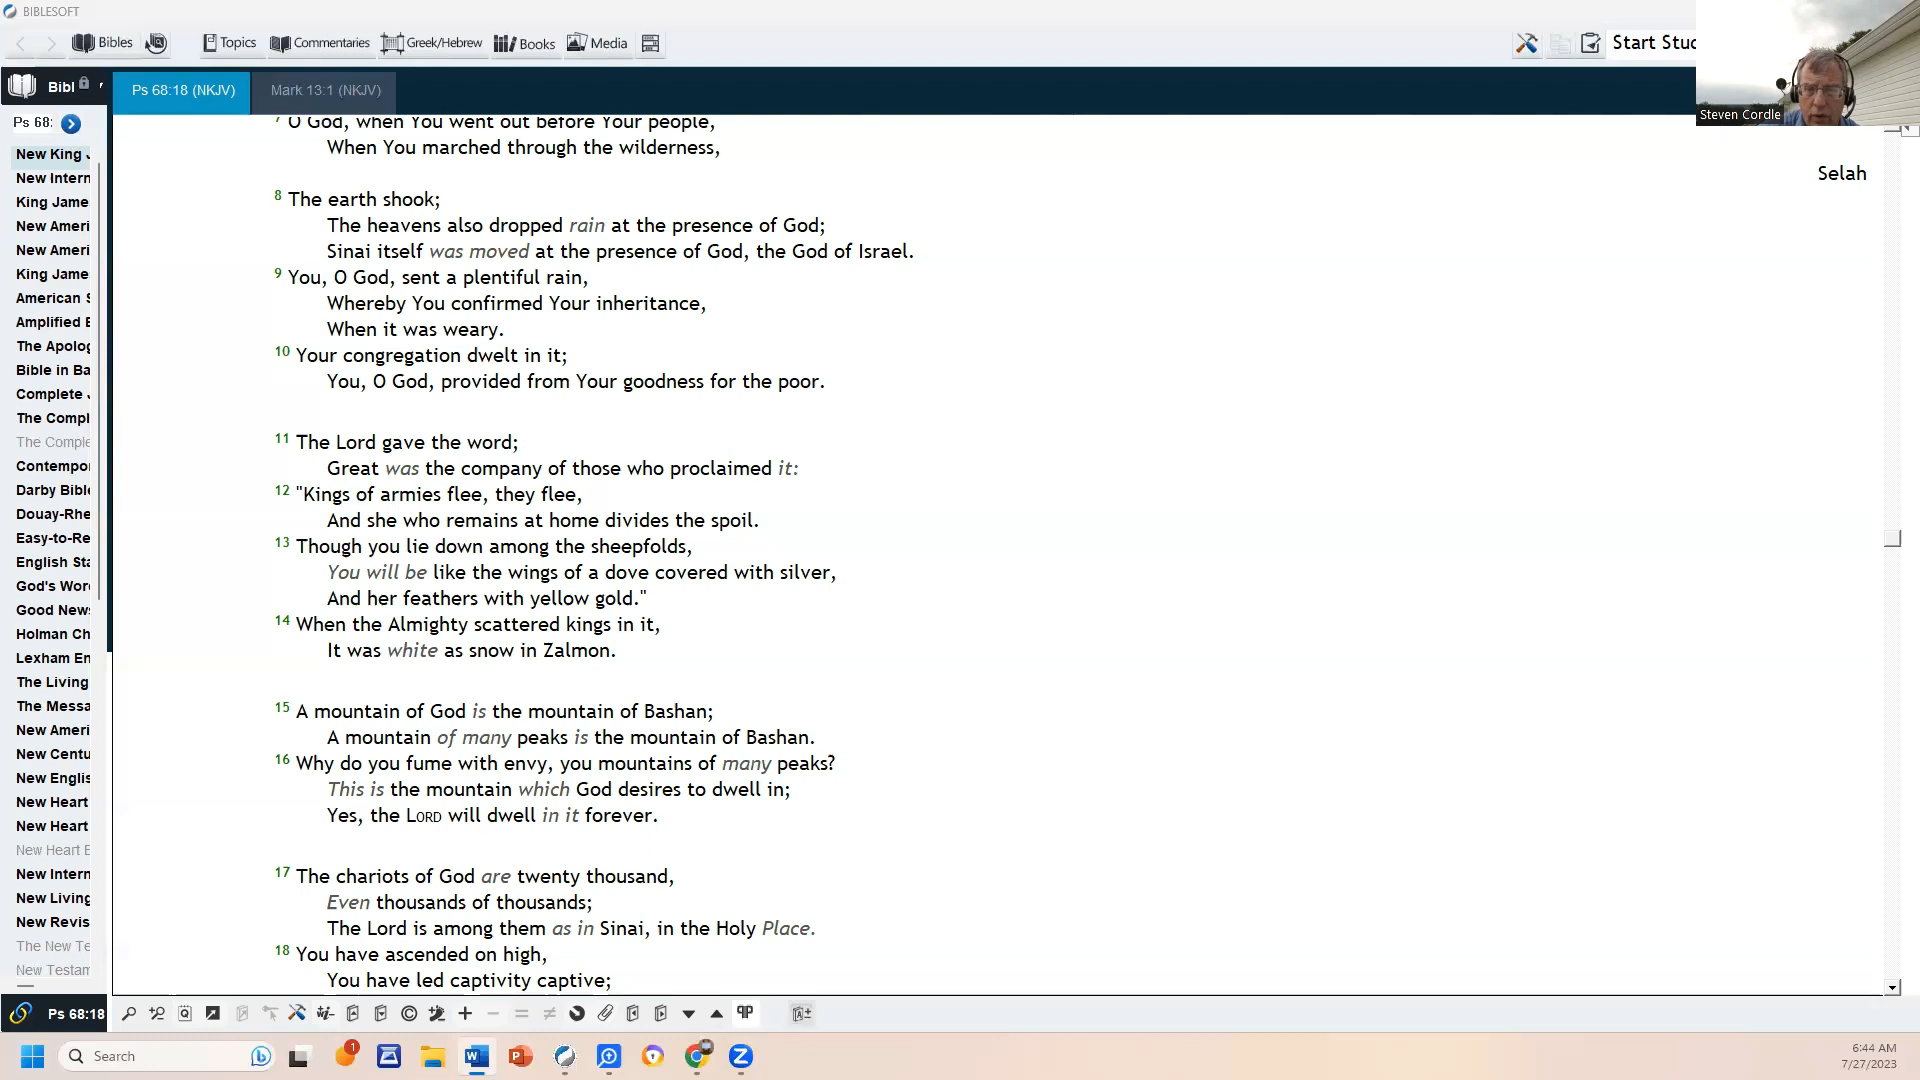 BIBLESOFT
Bibles
Topics
Commentaries
Greek/Hebrew
Books
Media
Start Stu
Steven Cordle
Bibl
Ps 68:18 (NKJV)
Mark 13:1 (NKJV)
Ps 68:
New King J
New Intern
King Jame
New Ameri
New Ameri
King Jame
American S
Amplified E
The Apolog
Bible in Ba
Complete J
The Compl
The Comple
Contempo
Darby Bible
Douay-Rhe
Easy-to-Re
English Sta
God's Wor
Good News
Holman Ch
Lexham En
The Living
The Messa
New Ameri
New Centu
New Englis
New Heart
New Heart
New Heart E
New Intern
New Living
New Revis
The New Te
New Testam
7 O God, when You went out before Your people,
When You marched through the wilderness,
Selah
8 The earth shook;
The heavens also dropped rain at the presence of God;
Sinai itself was moved at the presence of God, the God of Israel.
9 You, O God, sent a plentiful rain,
Whereby You confirmed Your inheritance,
When it was weary.
10 Your congregation dwelt in it;
You, O God, provided from Your goodness for the poor.
11 The Lord gave the word;
Great was the company of those who proclaimed it:
12 "Kings of armies flee, they flee,
And she who remains at home divides the spoil.
13 Though you lie down among the sheepfolds,
You will be like the wings of a dove covered with silver,
And her feathers with yellow gold."
14 When the Almighty scattered kings in it,
It was white as snow in Zalmon.
15 A mountain of God is the mountain of Bashan;
A mountain of many peaks is the mountain of Bashan.
16 Why do you fume with envy, you mountains of many peaks?
This is the mountain which God desires to dwell in;
Yes, the LORD will dwell in it forever.
17 The chariots of God are twenty thousand,
Even thousands of thousands;
The Lord is among them as in Sinai, in the Holy Place.
18 You have ascended on high,
You have led captivity captive;
Ps 68:18
Search
1
6:44 AM
7/27/2023